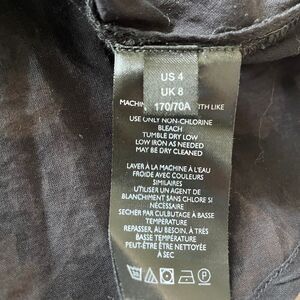 US 4
UK 8
170/70A
MACHIN
TH LIKE
USE ONLY NON-CHLORINE
BLEACH
TUMBLE DRY LOW
LOW IRON AS NEEDED
MAY BE DRY CLEANED
LAVER À LA MACHINE À L'EAU
FROIDE AVEC COULEURS
SIMILAIRES
UTILISER UN AGENT DE
BLANCHIMENT SANS CHLORE SI
NÉCESSAIRE
SECHER PAR CULBUTAGE À BASSE
TEMPÉRATURE
REPASSER, AU BESOIN, À TRÈS
BASSE TEMPÉRATURE
PEUT-ÊTRE ÊTRE NETTOYÉE
À SEC
P